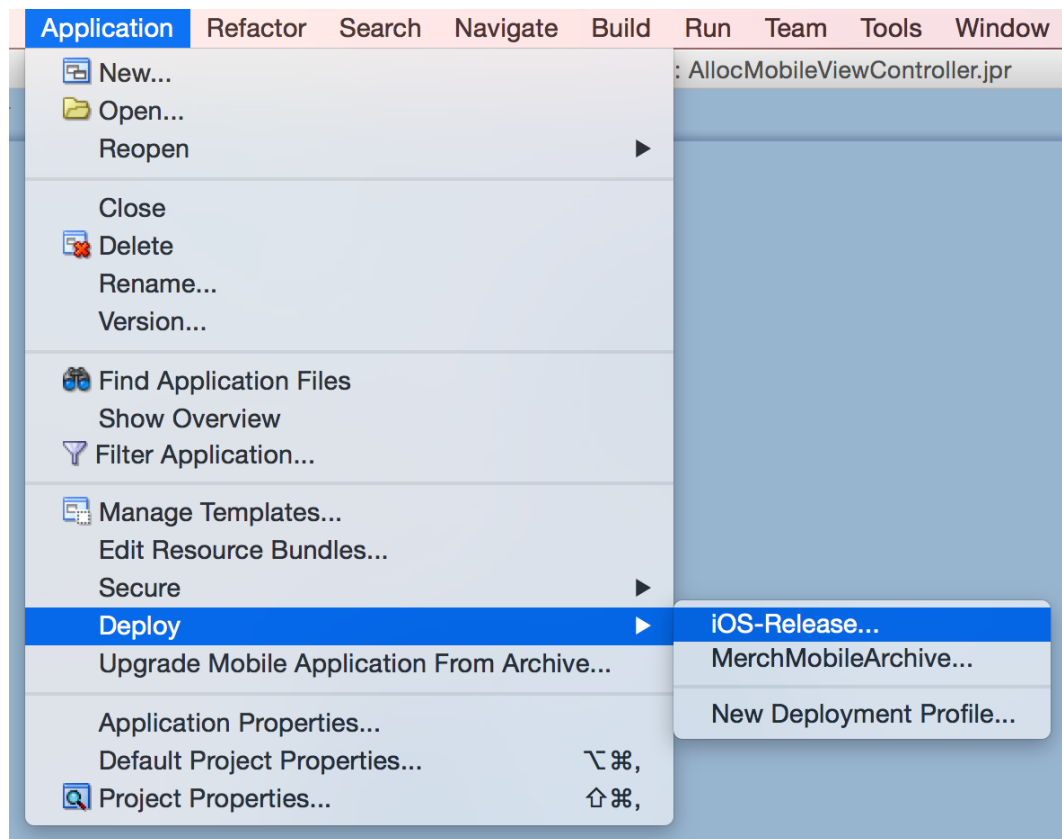 Application Refactor Search Navigate Build Run Team Tools Window
: AllocMobileViewController.jpr
New...
Open...
Reopen ▶
Close
Delete
Rename...
Version...
Find Application Files
Show Overview
Filter Application...
Manage Templates...
Edit Resource Bundles...
Secure ▶
Deploy ▶
iOS-Release...
MerchMobileArchive...
New Deployment Profile...
Upgrade Mobile Application From Archive...
Application Properties...
Default Project Properties... ⌥⌘,
Project Properties... ⇧⌘,